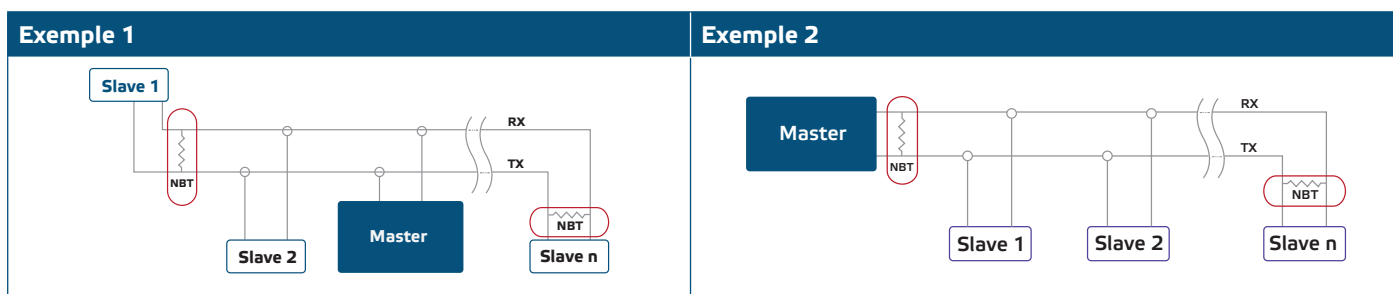 Exemple 1
Slave 1
RX
TX
NBT
NBT
Slave 2
Master
Slave n
Exemple 2
Master
RX
TX
NBT
NBT
Slave 1
Slave 2
Slave n